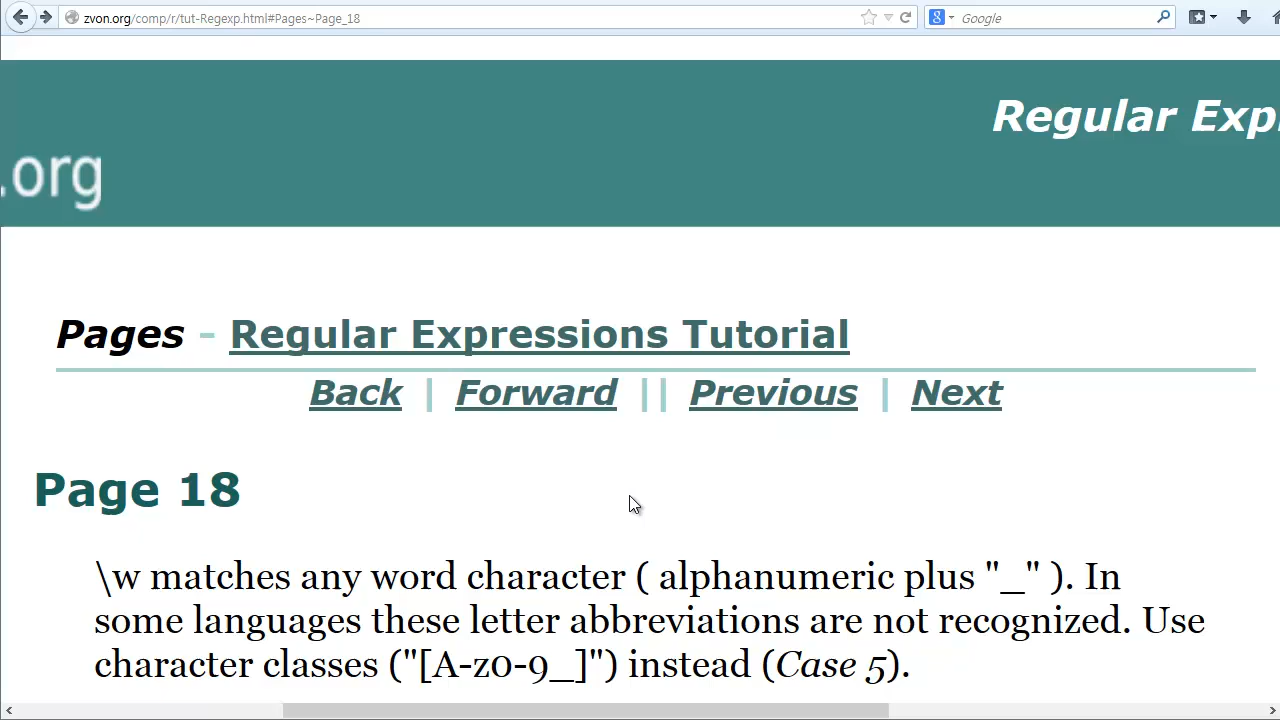 zvon.org/comp/r/tut-Regexp.html#Pages~Page_18
Google
Regular Exp
.org
Pages - Regular Expressions Tutorial
Back | Forward || Previous | Next
Page 18
\w matches any word character ( alphanumeric plus "_" ). In
some languages these letter abbreviations are not recognized. Use
character classes ("[A-z0-9_]") instead (Case 5).